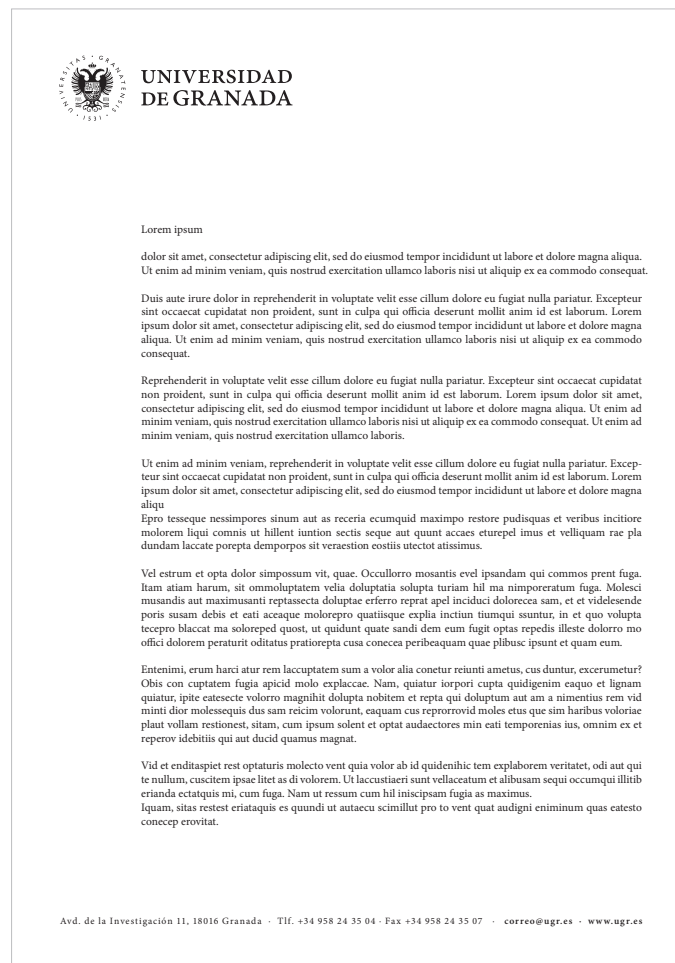 UNIVERSITAS · GRANATENSIS · 1531 ·
UNIVERSIDAD
DE GRANADA
Lorem ipsum
dolor sit amet, consectetur adipiscing elit, sed do eiusmod tempor incididunt ut labore et dolore magna aliqua.
Ut enim ad minim veniam, quis nostrud exercitation ullamco laboris nisi ut aliquip ex ea commodo consequat.
Duis aute irure dolor in reprehenderit in voluptate velit esse cillum dolore eu fugiat nulla pariatur. Excepteur
sint occaecat cupidatat non proident, sunt in culpa qui officia deserunt mollit anim id est laborum. Lorem
ipsum dolor sit amet, consectetur adipiscing elit, sed do eiusmod tempor incididunt ut labore et dolore magna
aliqua. Ut enim ad minim veniam, quis nostrud exercitation ullamco laboris nisi ut aliquip ex ea commodo
consequat.
Reprehenderit in voluptate velit esse cillum dolore eu fugiat nulla pariatur. Excepteur sint occaecat cupidatat
non proident, sunt in culpa qui officia deserunt mollit anim id est laborum. Lorem ipsum dolor sit amet,
consectetur adipiscing elit, sed do eiusmod tempor incididunt ut labore et dolore magna aliqua. Ut enim ad
minim veniam, quis nostrud exercitation ullamco laboris nisi ut aliquip ex ea commodo consequat. Ut enim ad
minim veniam, quis nostrud exercitation ullamco laboris.
Ut enim ad minim veniam, reprehenderit in voluptate velit esse cillum dolore eu fugiat nulla pariatur. Excep-
teur sint occaecat cupidatat non proident, sunt in culpa qui officia deserunt mollit anim id est laborum. Lorem
ipsum dolor sit amet, consectetur adipiscing elit, sed do eiusmod tempor incididunt ut labore et dolore magna
aliqu
Epro tesseque nessimpores sinum aut as receria ecumquid maximpo restore pudisquas et veribus incitiore
molorem liqui comnis ut hillent iuntion sectis seque aut quunt accaes eturepel imus et velliquam rae pla
dundam laccate porepta demporpos sit veraestion eostiis utectot atissimus.
Vel estrum et opta dolor simpossum vit, quae. Occullorro mosantis evel ipsandam qui commos prent fuga.
Itam atiam harum, sit ommoluptatem velia doluptatia solupta turiam hil ma nimporeratum fuga. Molesci
musandis aut maximusanti reptassecta doluptae erferro reprat apel inciduci dolorecea sam, et et videlesende
poris susam debis et eati aceaque molorepro quatiisque explia inctiun tiumqui ssuntur, in et quo volupta
tecepro blaccat ma soloreped quost, ut quidunt quate sandi dem eum fugit optas repedis illeste dolorro mo
offici dolorem peraturit oditatus pratiorepta cusa conecea peribeaquam quae plibusc ipsunt et quam eum.
Entenimi, erum harci atur rem laccuptatem sum a volor alia conetur reiunti ametus, cus duntur, excerumetur?
Obis con cuptatem fugia apicid molo explaccae. Nam, quiatur iorpori cupta quidigenim eaquo et lignam
quiatur, ipite eatesecte volorro magnihit dolupta nobitem et repta qui doluptum aut am a nimentius rem vid
minti dior molessequis dus sam reicim volorunt, eaquam cus reprorrovid moles etus que sim haribus voloriae
plaut vollam restionest, sitam, cum ipsum solent et optat audaectores min eati temporenias ius, omnim ex et
reperov idebitiis qui aut ducid quamus magnat.
Vid et enditaspiet rest optaturis molecto vent quia volor ab id quidenihic tem explaborem veritatet, odi aut qui
te nullum, cuscitem ipsae litet as di volorem. Ut laccustiaeri sunt vellaceatum et alibusam sequi occumqui illitib
erianda ectatquis mi, cum fuga. Nam ut ressum cum hil iniscipsam fugia as maximus.
Iquam, sitas restest eriataquis es quundi ut autaecu scimillut pro to vent quat audigni eniminum quas eatesto
conecep erovitat.
Avd. de la Investigación 11, 18016 Granada · Tlf. +34 958 24 35 04 · Fax +34 958 24 35 07 · correo@ugr.es · www.ugr.es